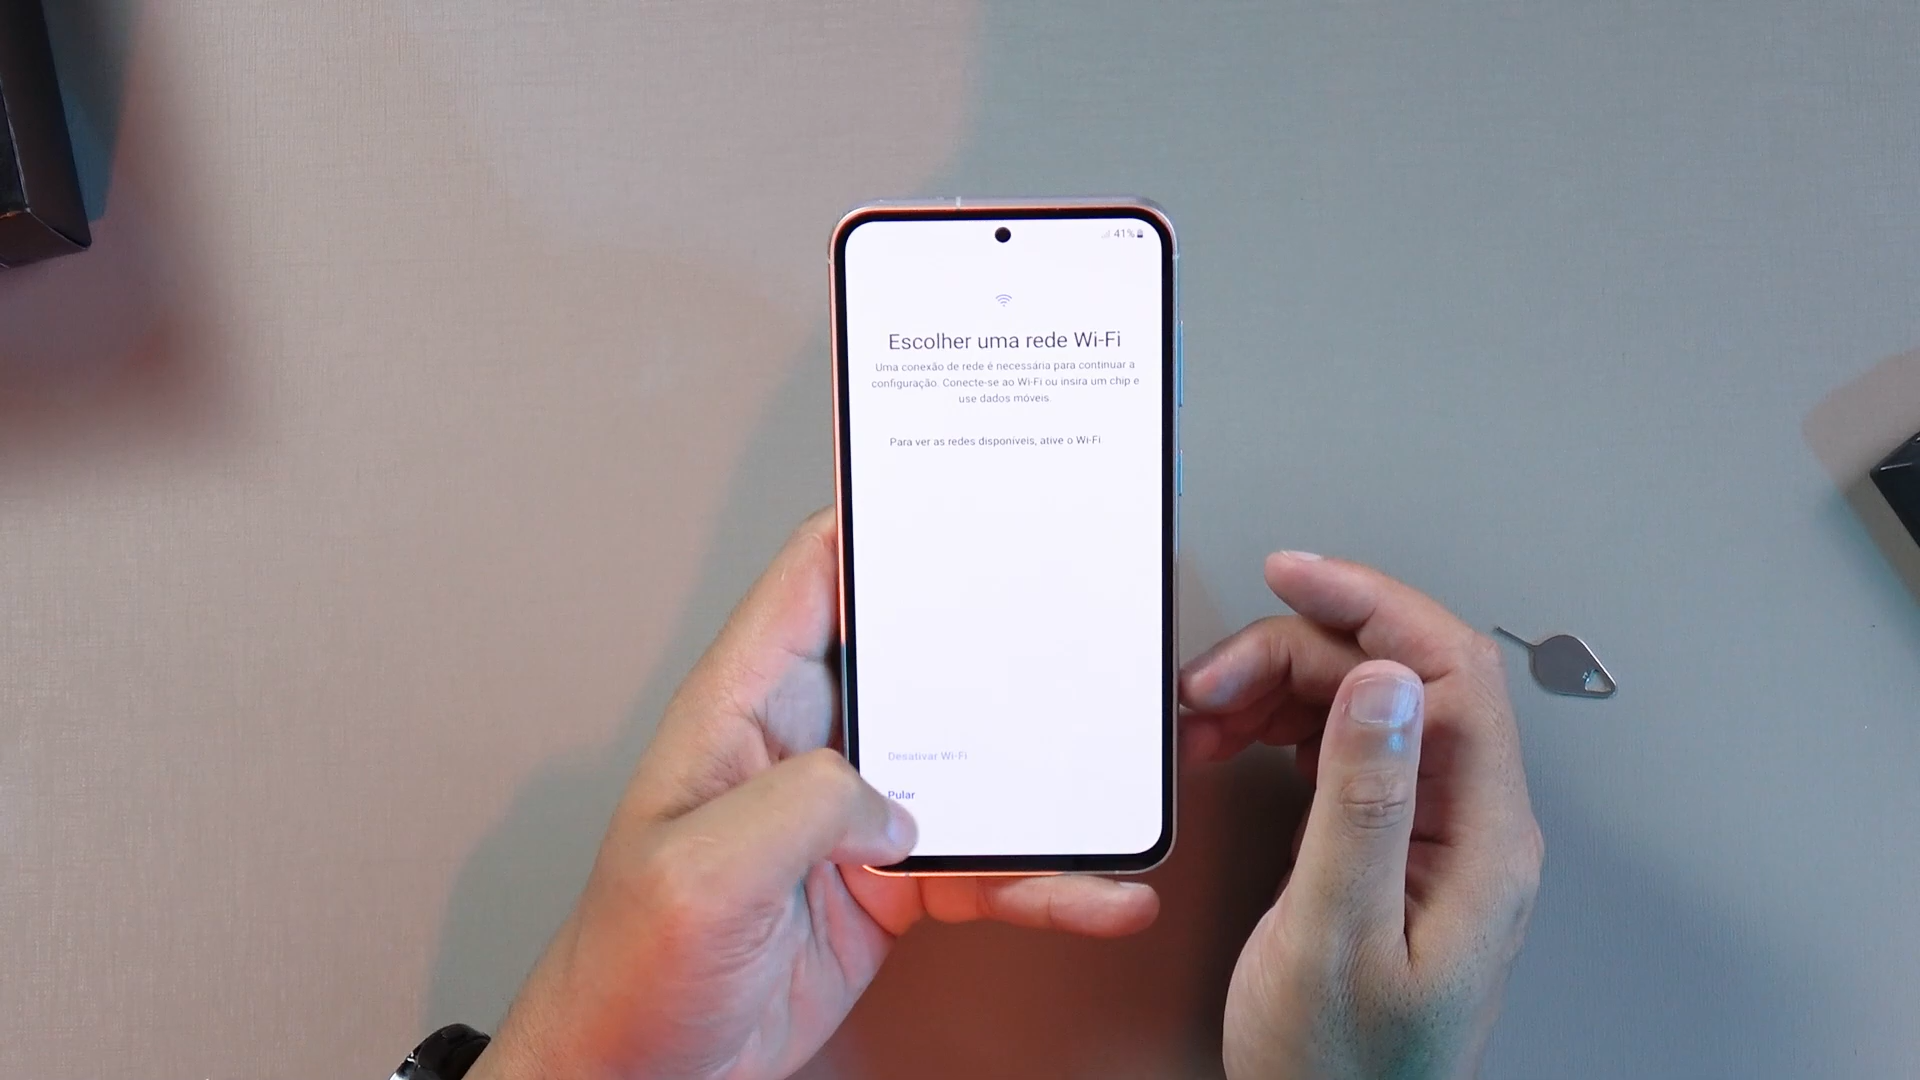 41%
Escolher uma rede Wi-Fi
Uma conexão de rede é necessária para continuar a
configuração. Conecte-se ao Wi-Fi ou insira um chip e
use dados móveis.
Para ver as redes disponíveis, ative o Wi-Fi
Desativar Wi-Fi
Pular